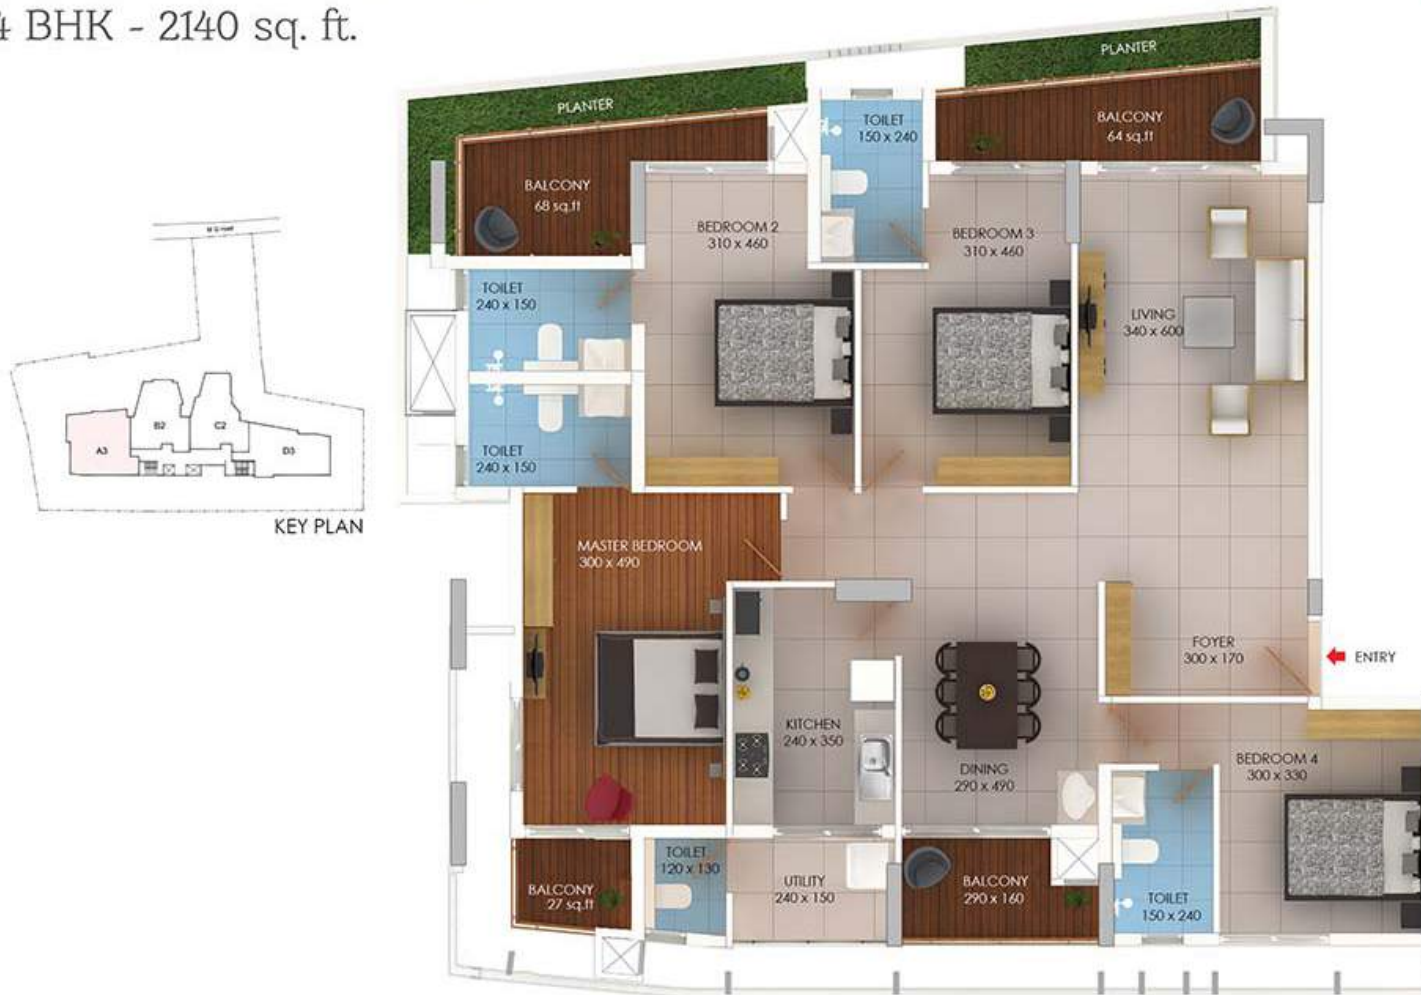 4 BHK - 2140 sq. ft.
PLANTER
PLANTER
TOILET
150 x 240
BALCONY
64 sq.ft
BALCONY
68 sq.ft
BEDROOM 2
310 x 460
BEDROOM 3
310 x 460
TOILET
240 x 150
LIVING
340 x 600
TOILET
240 x 150
B2
C2
A3
D3
KEY PLAN
MASTER BEDROOM
300 x 490
FOYER
300 x 170
ENTRY
KITCHEN
240 x 350
DINING
290 x 490
BEDROOM 4
300 x 330
TOILET
120 x 130
BALCONY
27 sq.ft
UTILITY
240 x 150
BALCONY
290 x 160
TOILET
150 x 240